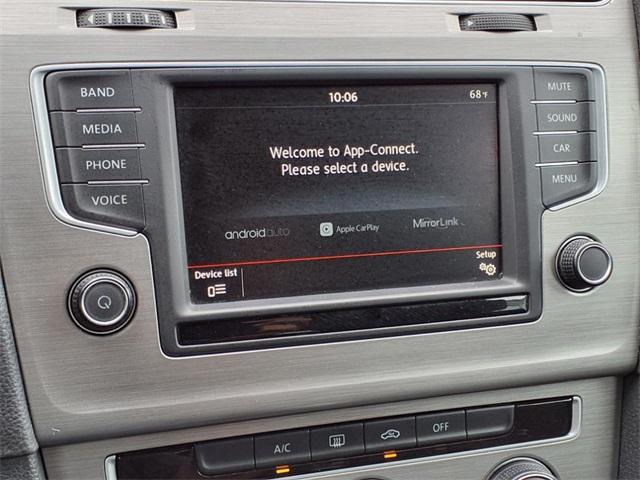 BAND
MEDIA
PHONE
VOICE
10:06
68°F
Welcome to App-Connect.
Please select a device.
androidauto
Apple CarPlay
MirrorLink
Device list
Setup
MUTE
SOUND
CAR
MENU
A/C
OFF